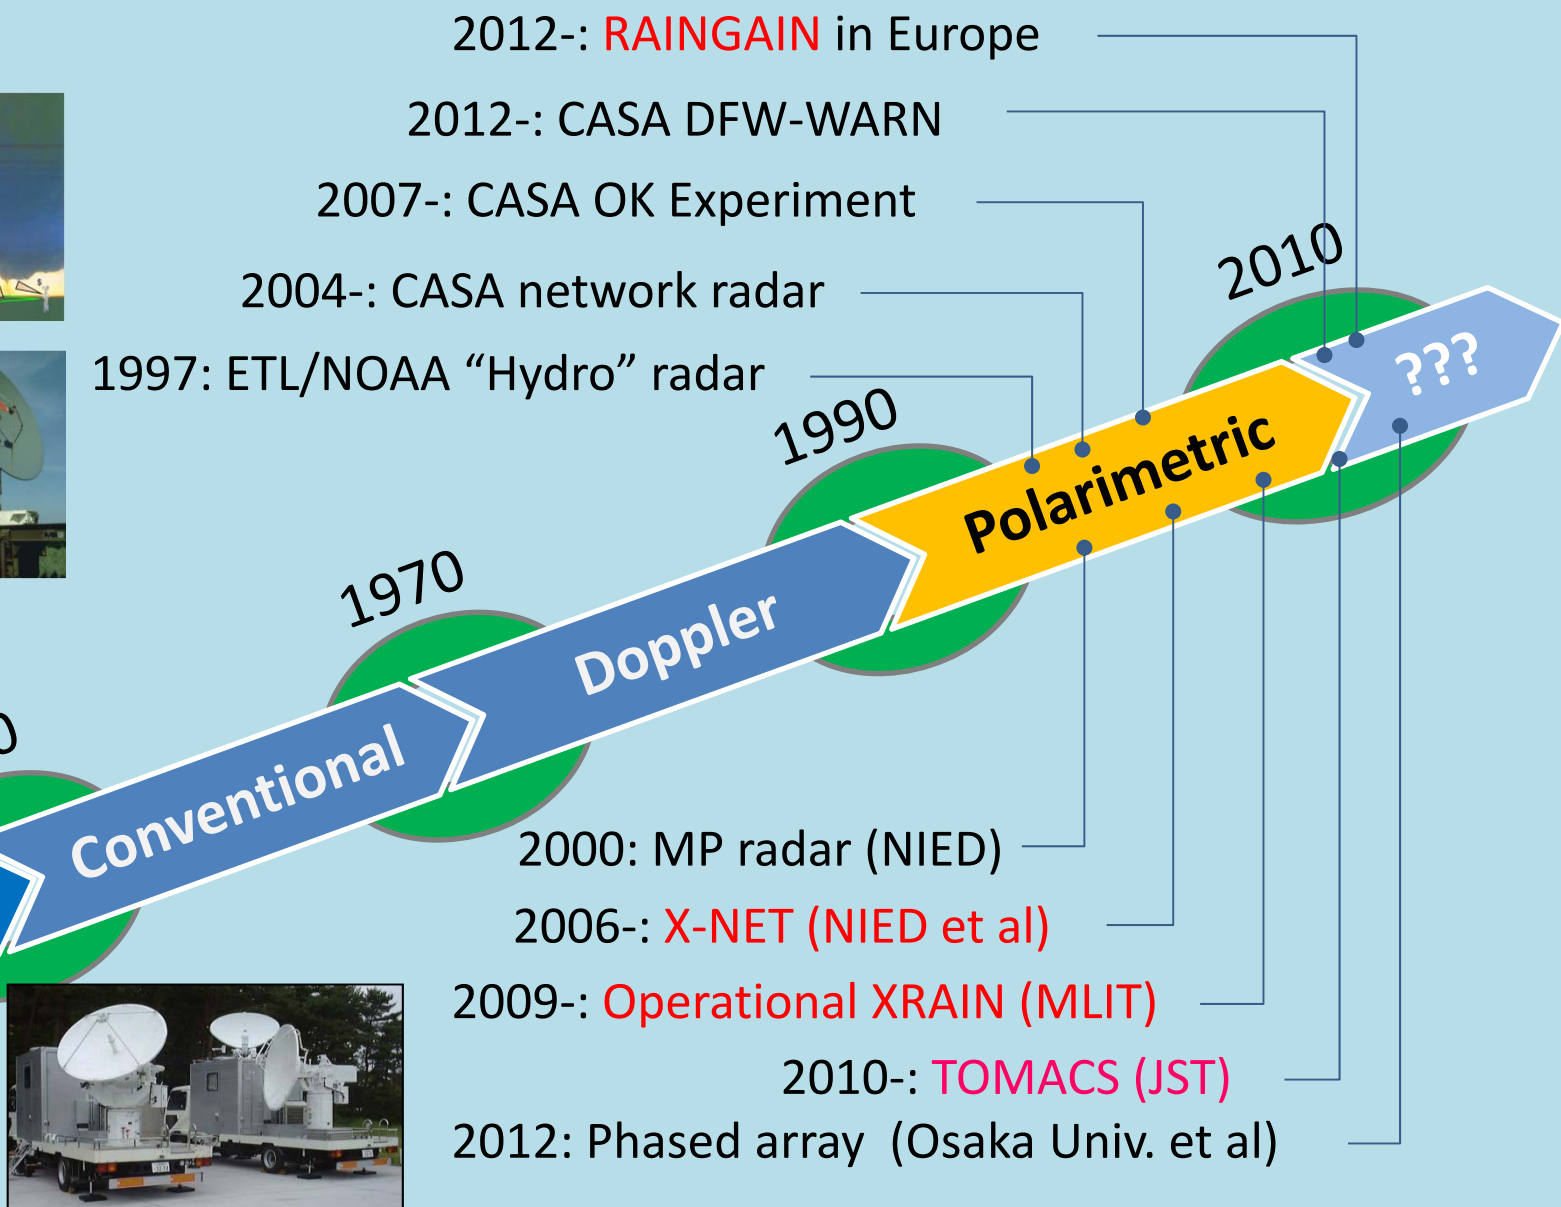 2012-: RAINGAIN in Europe
2012-: CASA DFW-WARN
2007-: CASA OK Experiment
2004-: CASA network radar
1997: ETL/NOAA “Hydro” radar
2010
1990
1970
0
???
Polarimetric
Doppler
Conventional
2000: MP radar (NIED)
2006-: X-NET (NIED et al)
2009-: Operational XRAIN (MLIT)
2010-: TOMACS (JST)
2012: Phased array (Osaka Univ. et al)